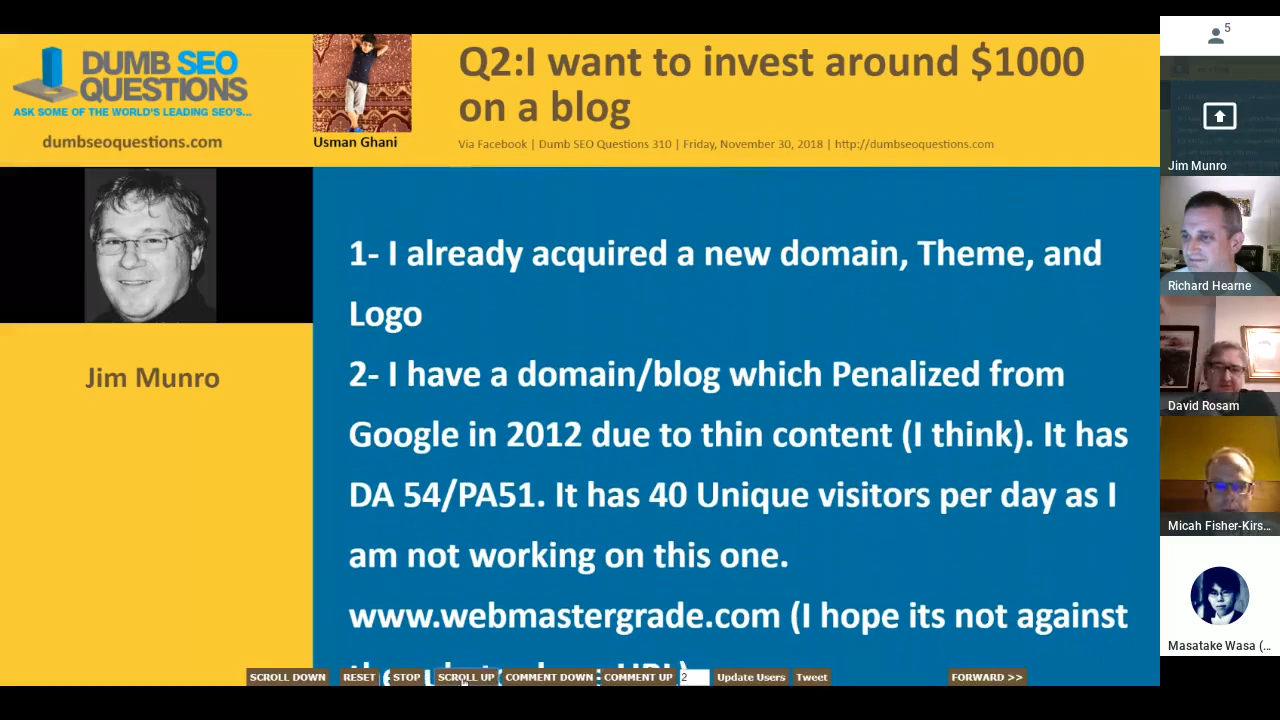 DUMB SEO
QUESTIONS
ASK SOME OF THE WORLD'S LEADING SEO'S...
dumbseoquestions.com
Usman Ghani
Q2:I want to invest around $1000
on a blog
Via Facebook | Dumb SEO Questions 310 | Friday, November 30, 2018 | http://dumbseoquestions.com
Jim Munro
1- I already acquired a new domain, Theme, and
Logo
2- I have a domain/blog which Penalized from
Google in 2012 due to thin content (I think). It has
DA 54/PA51. It has 40 Unique visitors per day as I
am not working on this one.
www.webmastergrade.com (I hope its not against
SCROLL DOWN RESET STOP SCROLL UP COMMENT DOWN COMMENT UP 2 Update Users Tweet FORWARD >>
5
Jim Munro
Richard Hearne
David Rosam
Micah Fisher-Kirs...
Masatake Wasa (...